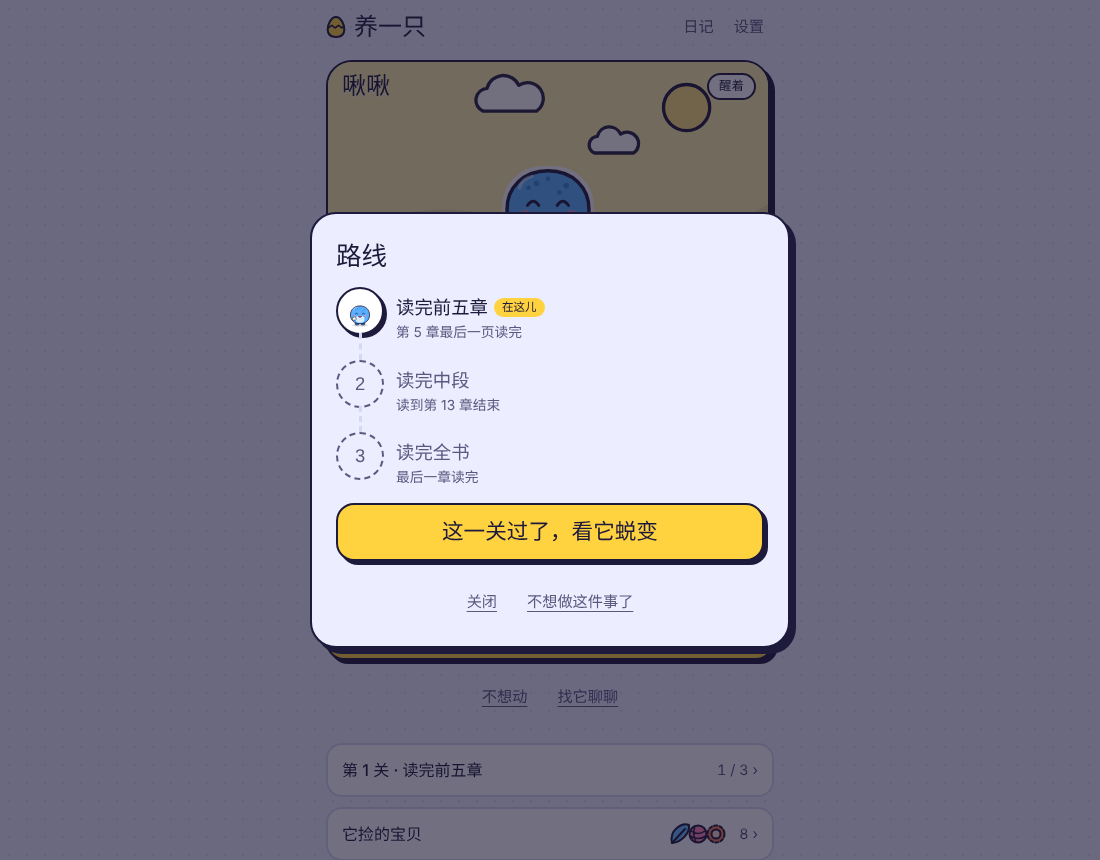 养一只
日记 设置
啾啾
醒着
路线
读完前五章 在这儿
第 5 章最后一页读完
2
读完中段
读到第 13 章结束
3
读完全书
最后一章读完
这一关过了，看它蜕变
关闭 不想做这件事了
不想动 找它聊聊
第 1 关 · 读完前五章 1 / 3 ›
它捡的宝贝 8 ›